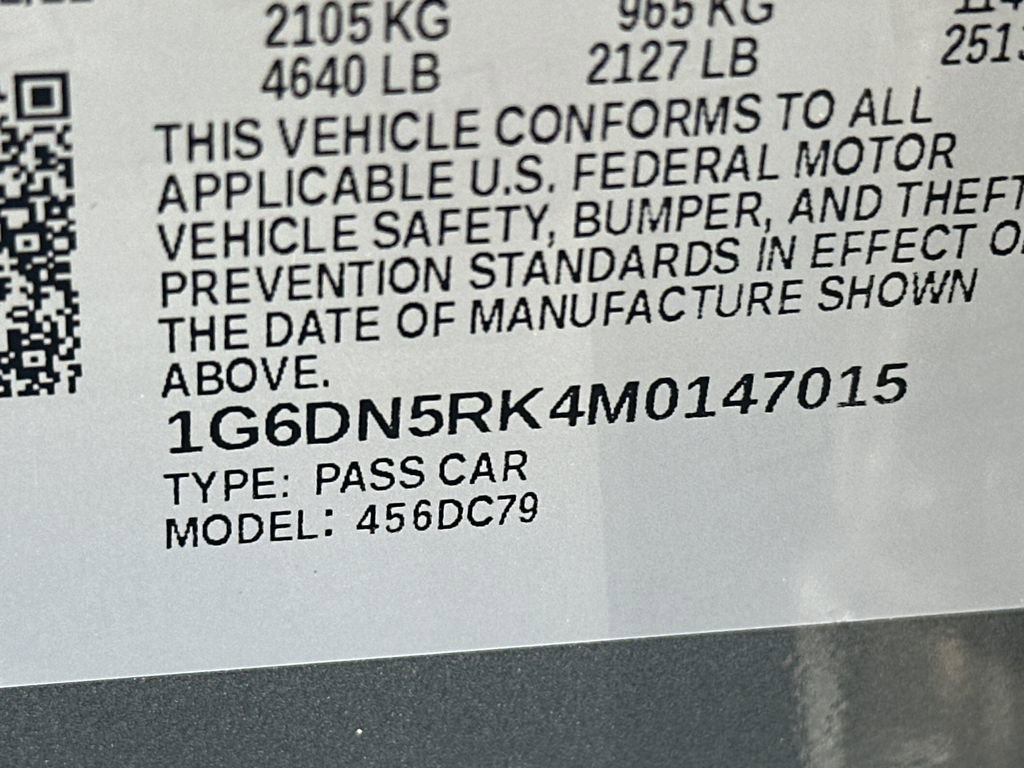 2105 KG 965 KG
4640 LB 2127 LB
THIS VEHICLE CONFORMS TO ALL
APPLICABLE U.S. FEDERAL MOTOR
VEHICLE SAFETY, BUMPER, AND THEFT
PREVENTION STANDARDS IN EFFECT
THE DATE OF MANUFACTURE SHOWN
ABOVE.
1G6DN5RK4M0147015
TYPE: PASS CAR
MODEL: 456DC79